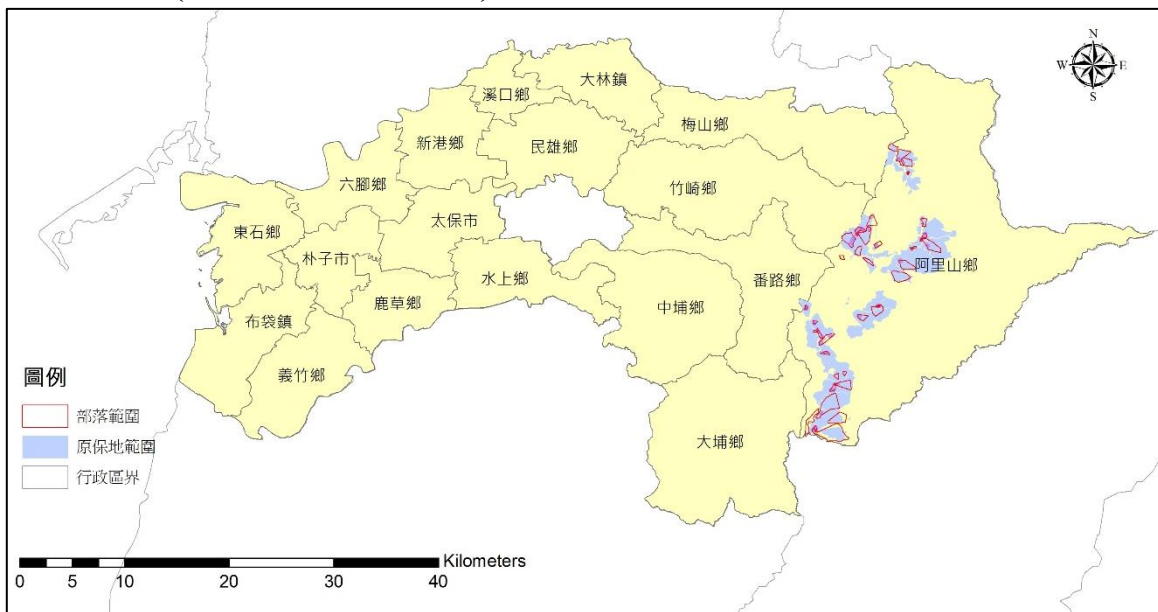 N
W E
S
大林鎮
溪口鄉
梅山鄉
新港鄉
民雄鄉
竹崎鄉
六腳鄉
太保市
東石鄉
朴子市
水上鄉
番路鄉
阿里山鄉
鹿草鄉
中埔鄉
布袋鎮
義竹鄉
大埔鄉
圖例
部落範圍
原保地範圍
行政區界
Kilometers
0 5 10 20 30 40